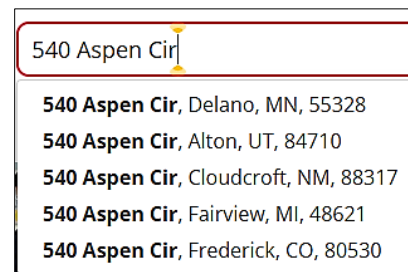 540 Aspen Cir
540 Aspen Cir, Delano, MN, 55328
540 Aspen Cir, Alton, UT, 84710
540 Aspen Cir, Cloudcroft, NM, 88317
540 Aspen Cir, Fairview, MI, 48621
540 Aspen Cir, Frederick, CO, 80530